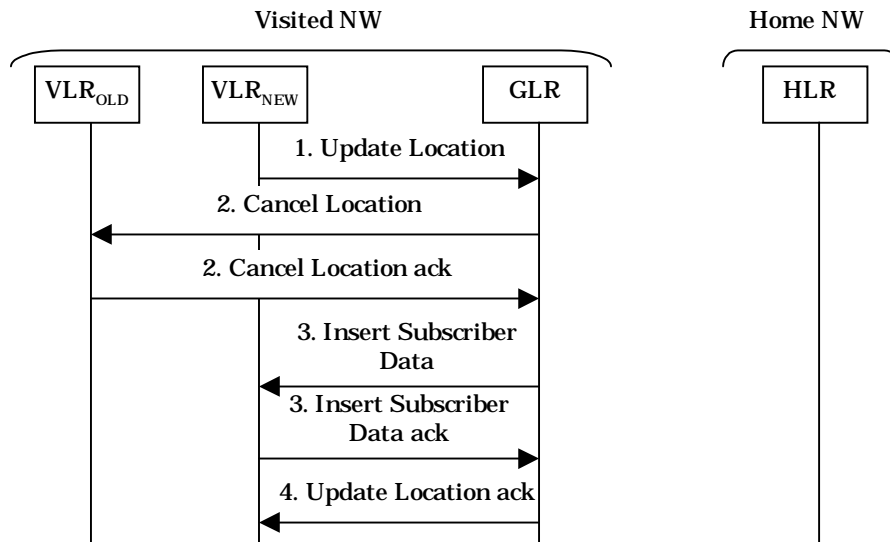 Visited NW
Home NW
VLR_OLD
VLR_NEW
GLR
HLR
1. Update Location
2. Cancel Location
2. Cancel Location ack
3. Insert Subscriber
Data
3. Insert Subscriber
Data ack
4. Update Location ack